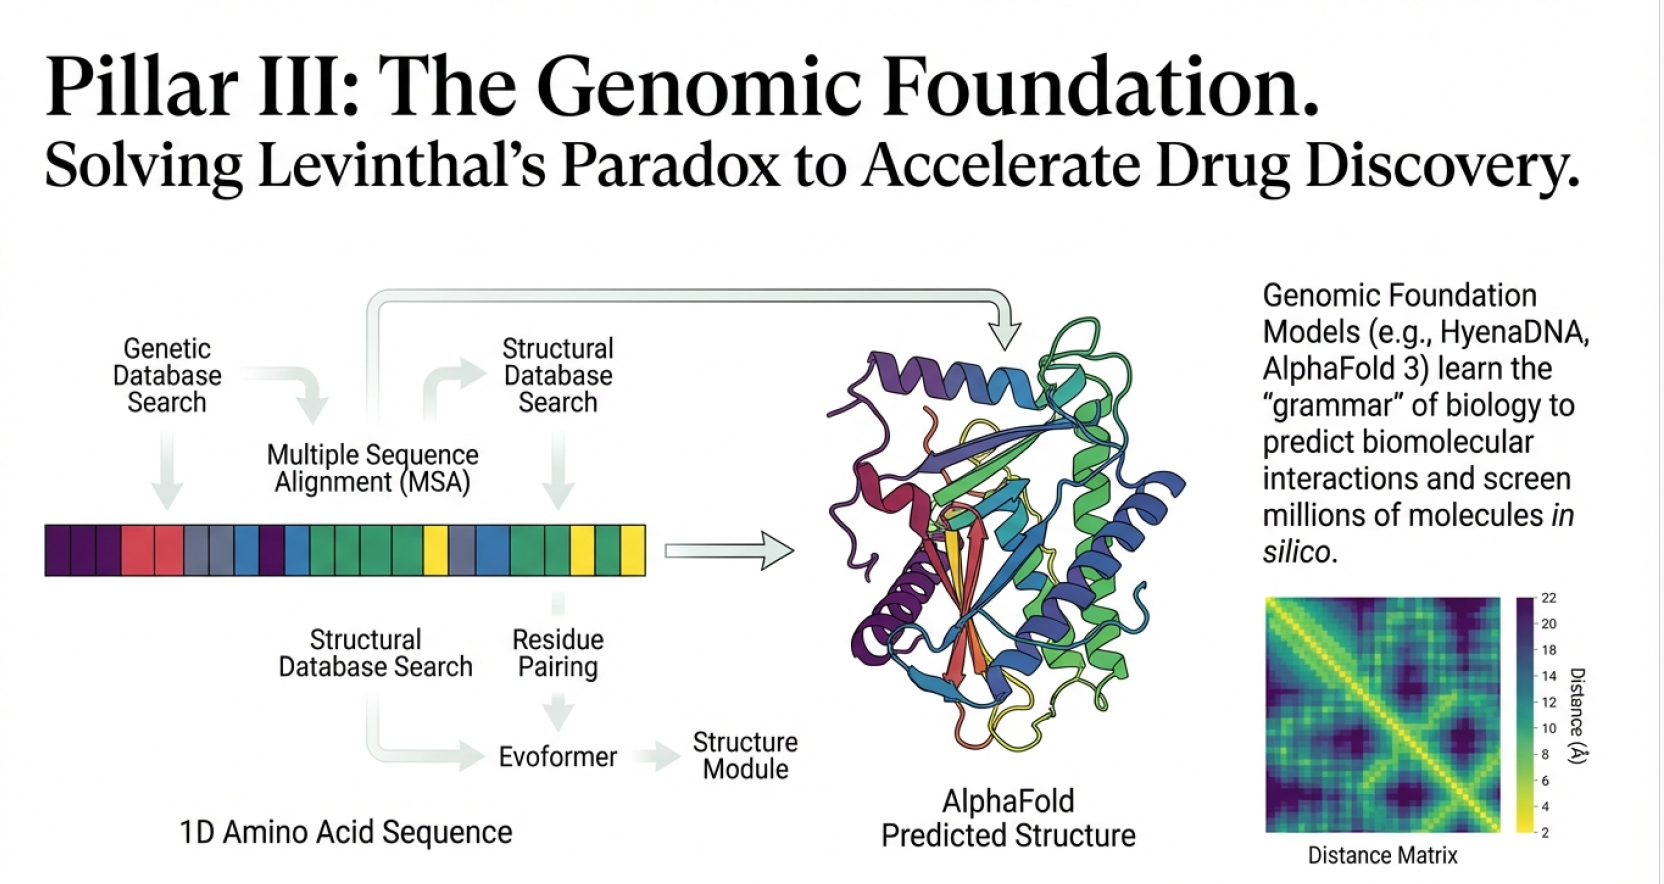 Pillar III: The Genomic Foundation.
Solving Levinthal’s Paradox to Accelerate Drug Discovery.
Genetic
Database
Search
Multiple Sequence
Alignment (MSA)
Structural
Database
Search
Structural
Database Search
Residue
Pairing
Evoformer
Structure
Module
1D Amino Acid Sequence
AlphaFold
Predicted Structure
Genomic Foundation
Models (e.g., HyenaDNA,
AlphaFold 3) learn the
“grammar” of biology to
predict biomolecular
interactions and screen
millions of molecules in
silico.
22
20
18
14
12
10
8
6
4
2
Distance (Å)
Distance Matrix